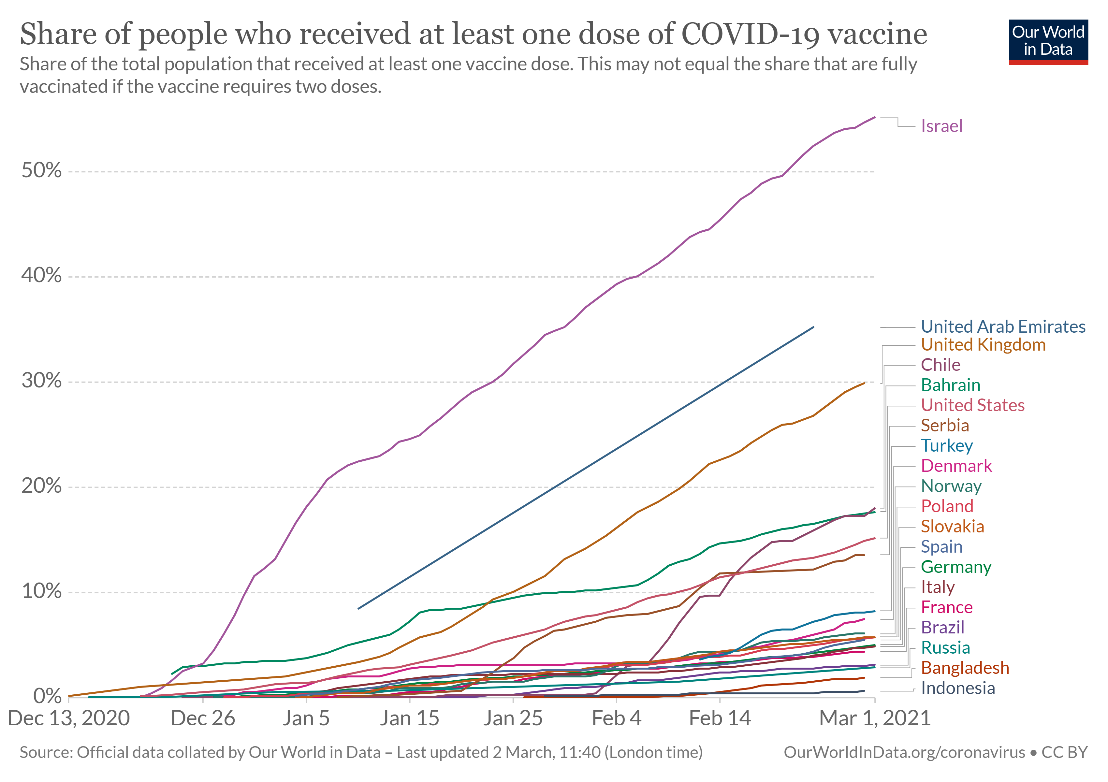 Share of people who received at least one dose of COVID-19 vaccine
Our World
in Data
Share of the total population that received at least one vaccine dose. This may not equal the share that are fully
vaccinated if the vaccine requires two doses.
Israel
50%
40%
United Arab Emirates
United Kingdom
Chile
30%
Bahrain
United States
Serbia
Turkey
Denmark
20%
Norway
Poland
Slovakia
Spain
Germany
10%
Italy
France
Brazil
Russia
Bangladesh
0%
Indonesia
Dec 13, 2020 Dec 26 Jan 5 Jan 15 Jan 25 Feb 4 Feb 14 Mar 1, 2021
Source: Official data collated by Our World in Data – Last updated 2 March, 11:40 (London time) OurWorldInData.org/coronavirus • CC BY